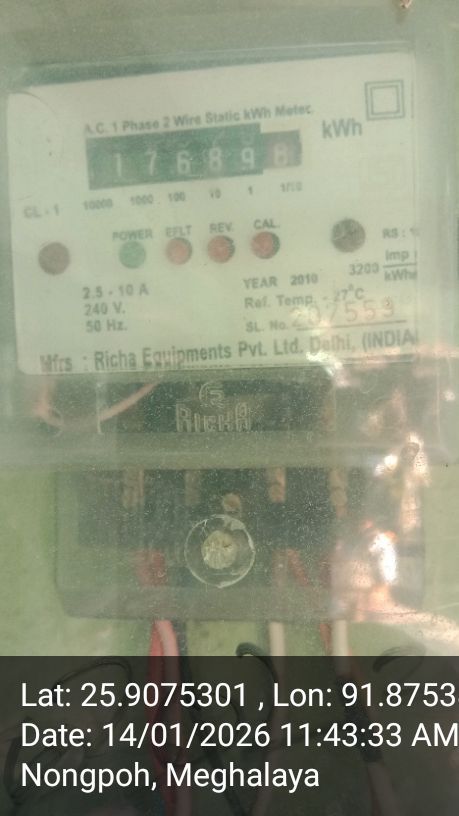 A.C. 1 Phase 2 Wire Static kWh Meter.
kWh
1 7 6 8 9 8
10000 1000 100 10 1 1/10
CL - 1
POWER EFLT REV. CAL.
RS :
3200 imp
kWh
2.5 - 10 A
240 V.
50 Hz.
YEAR 2010
Ref. Temp. - 27°C
SL. No. 207559
Mfrs : Richa Equipments Pvt. Ltd. Delhi, (INDIA
RICHA
Lat: 25.9075301 , Lon: 91.8753
Date: 14/01/2026 11:43:33 AM
Nongpoh, Meghalaya